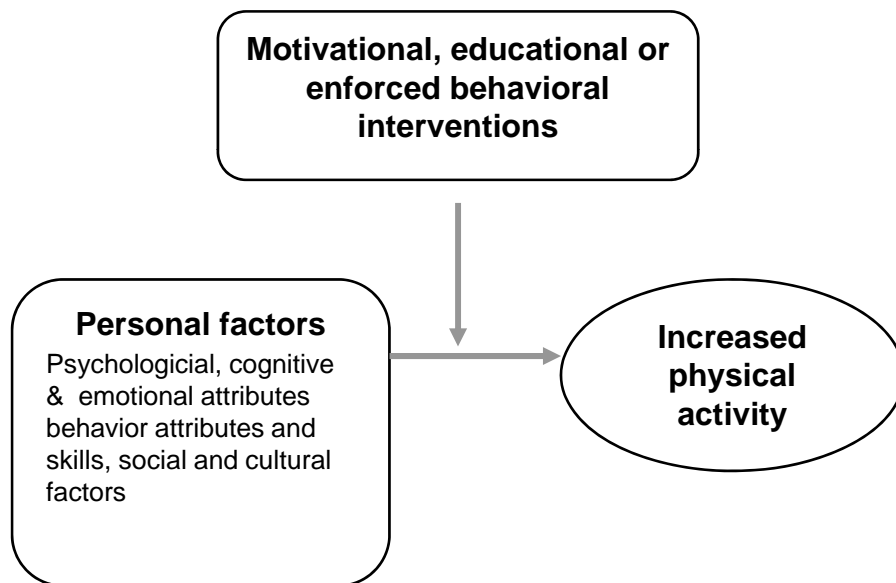 Motivational, educational or
enforced behavioral
interventions
Personal factors
Psychologicial, cognitive
& emotional attributes
behavior attributes and
skills, social and cultural
factors
Increased
physical
activity